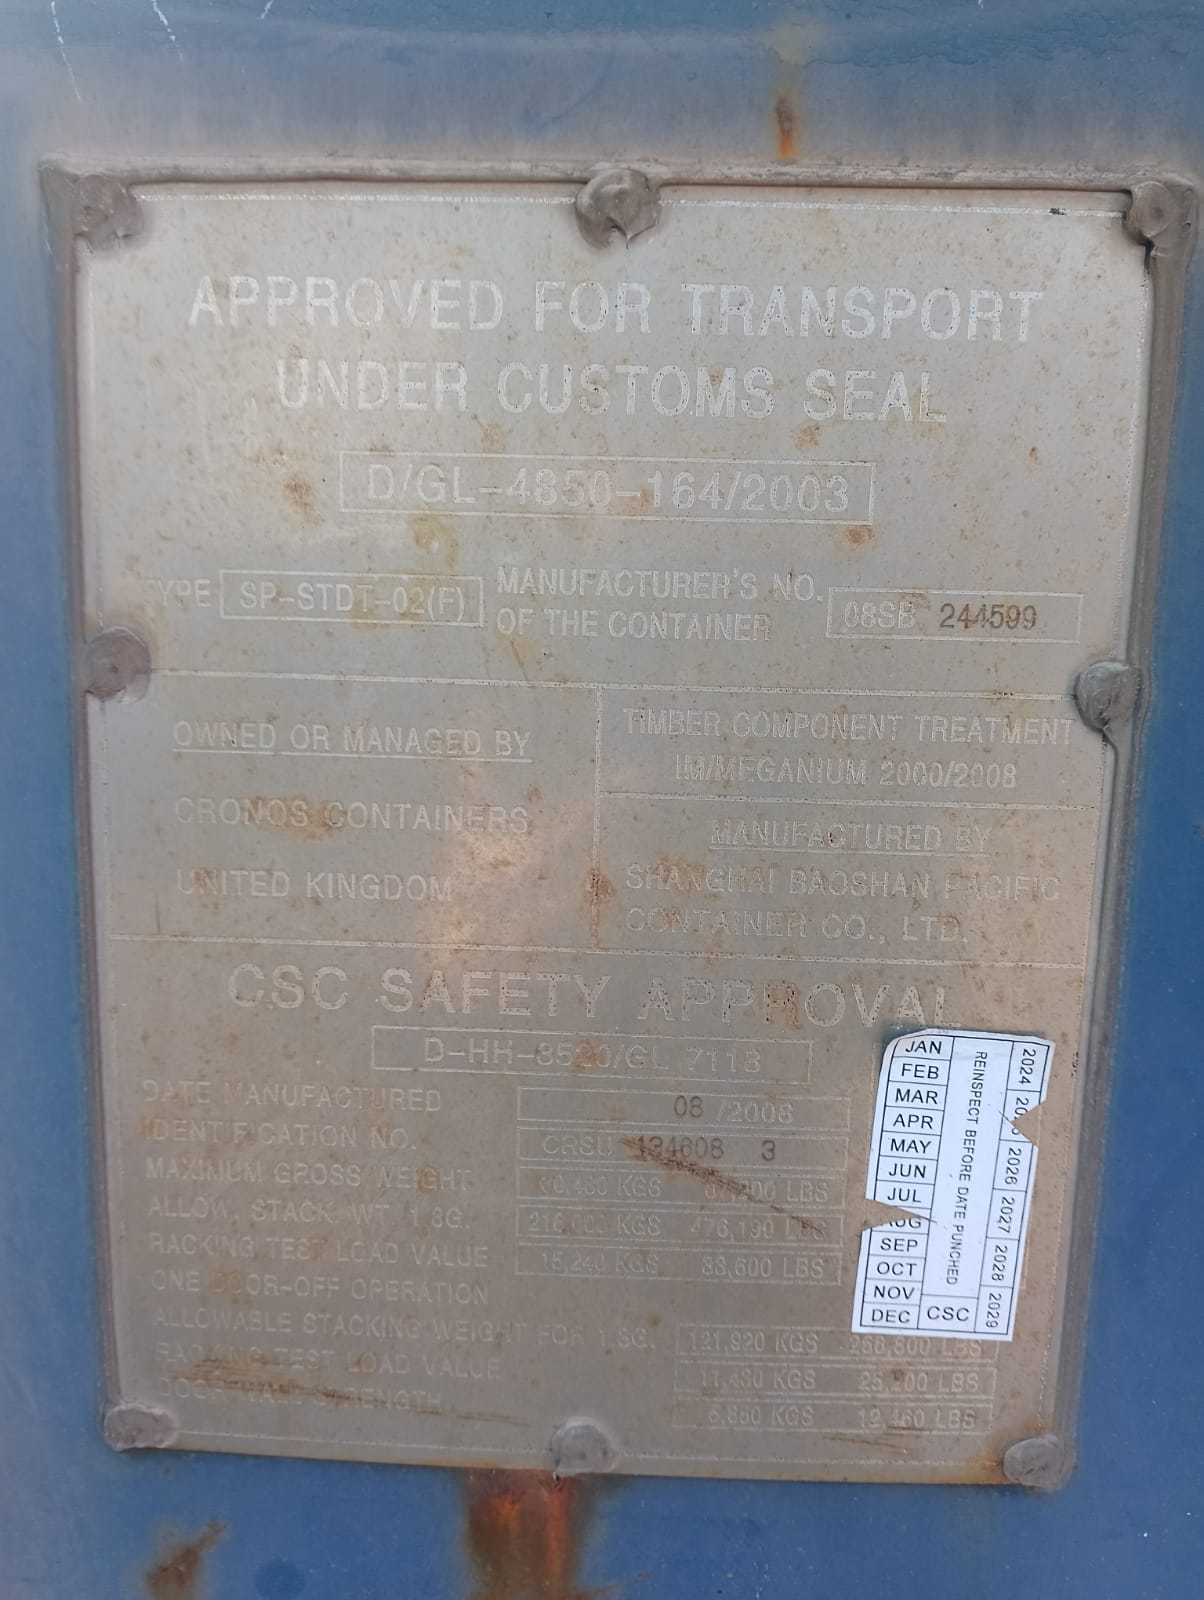 APPROVED FOR TRANSPORT
UNDER CUSTOMS SEAL
D/GL-4850-164/2003
TYPE SP-STDT-02(F) MANUFACTURER'S NO. OF THE CONTAINER 08SB 244599
OWNED OR MANAGED BY
CRONOS CONTAINERS
UNITED KINGDOM
TIMBER COMPONENT TREATMENT
IM/MEGANIUM 2000/2008
MANUFACTURED BY
SHANGHAI BAOSHAN PACIFIC
CONTAINER CO., LTD.
CSC SAFETY APPROVAL
DATE MANUFACTURED 08 /2008
IDENTIFICATION NO. CRSU 134608 3
MAXIMUM GROSS WEIGHT KGS LBS
ALLOW. STACK WT 1.8G. KGS 476,190 LBS
RACKING TEST LOAD VALUE 15,240 KGS 33,600 LBS
ONE DOOR-OFF OPERATION
ALLOWABLE STACKING WEIGHT FOR 1.8G. 121,920 KGS LBS
RACKING TEST LOAD VALUE KGS 25,200 LBS
KGS LBS
JAN
FEB
MAR
APR
MAY
JUN
JUL
AUG
SEP
OCT
NOV
DEC
REINSPECT BEFORE DATE PUNCHED
CSC
2024
2026
2027
2028
2029